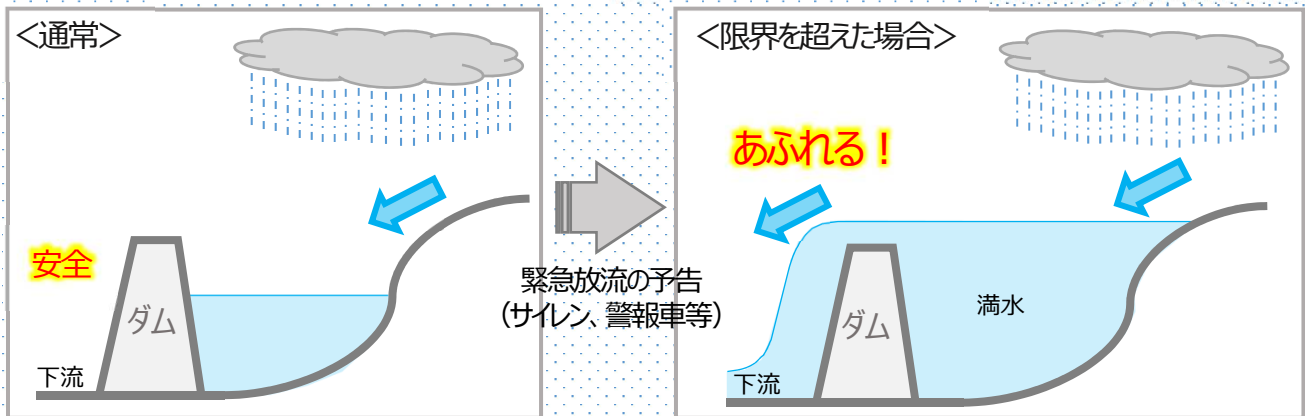 <通常>
安全
ダム
下流
緊急放流の予告
(サイレン、警報車等)
<限界を超えた場合>
あふれる!
満水
ダム
下流